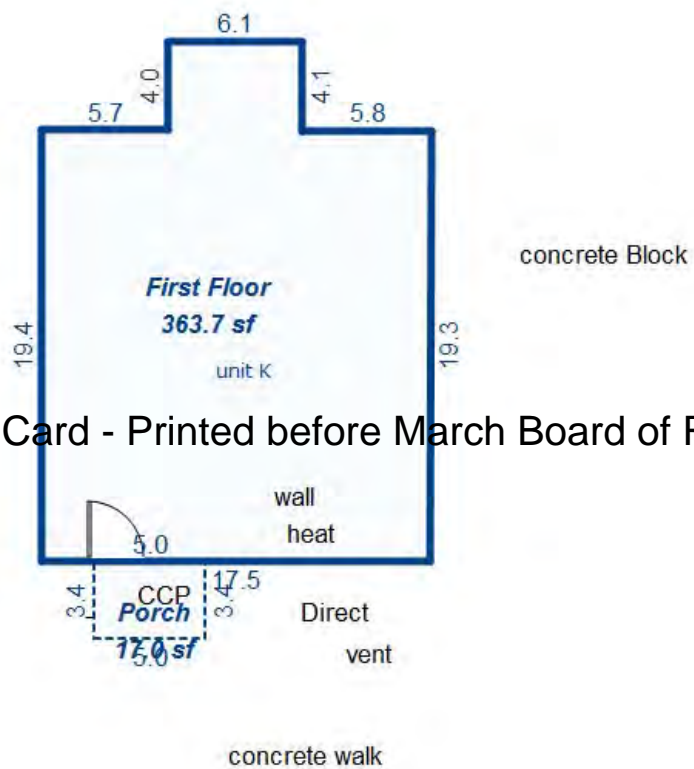 6.1
4.0
4.1
5.7
5.8
concrete Block
First Floor
363.7 sf
19.4
19.3
unit K
Card - Printed before March Board of
wall
heat
5.0
17.5
3.4
CCP
3.4
Porch
Direct
17.0 sf
5.0
vent
concrete walk